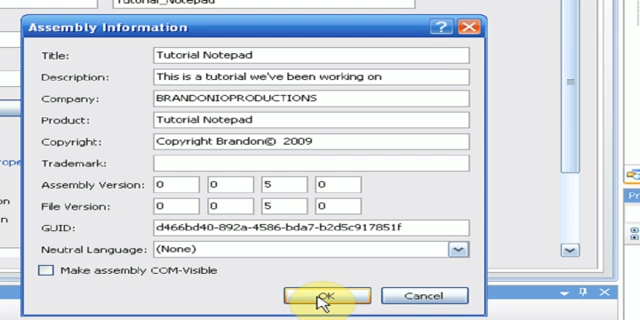 Tutorial_Notepad
Assembly Information
Title: Tutorial Notepad
Description: This is a tutorial we've been working on
Company: BRANDONIOPRODUCTIONS
Product: Tutorial Notepad
Copyright: Copyright Brandon© 2009
Trademark:
Assembly Version: 0 0 5 0
File Version: 0 0 5 0
GUID: d466bd40-892a-4586-bda7-b2d5c917851f
Neutral Language: (None)
Make assembly COM-Visible
OK Cancel